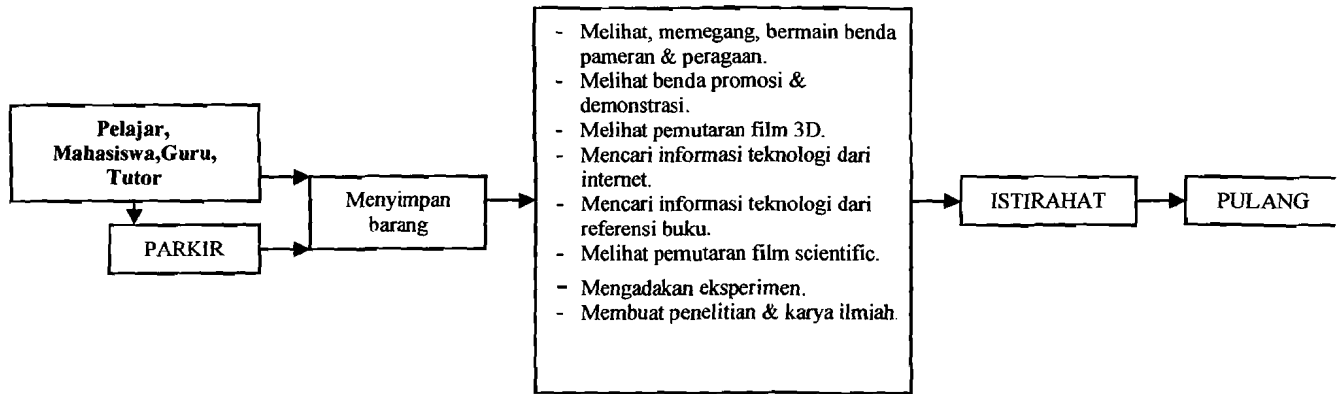 Pelajar,
Mahasiswa,Guru,
Tutor
PARKIR
Menyimpan
barang
- Melihat, memegang, bermain benda
pameran & peragaan.
- Melihat benda promosi &
demonstrasi.
- Melihat pemutaran film 3D.
- Mencari informasi teknologi dari
internet.
- Mencari informasi teknologi dari
referensi buku.
- Melihat pemutaran film scientific.
- Mengadakan eksperimen.
- Membuat penelitian & karya ilmiah.
ISTIRAHAT
PULANG